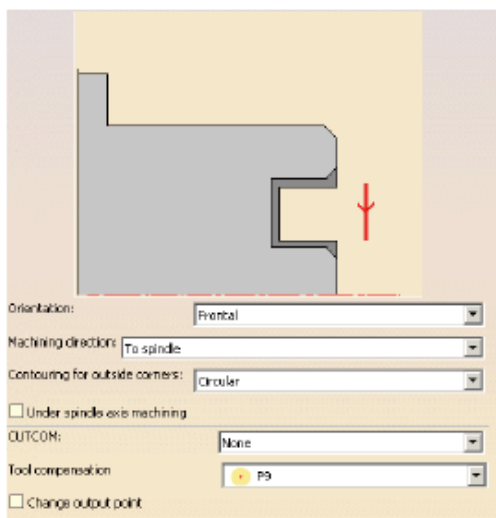 Orientation: Frontal
Machining direction: To spindle
Contouring for outside corners: Circular
Under spindle axis machining
CUTCOM: None
Tool compensation P9
Change output point